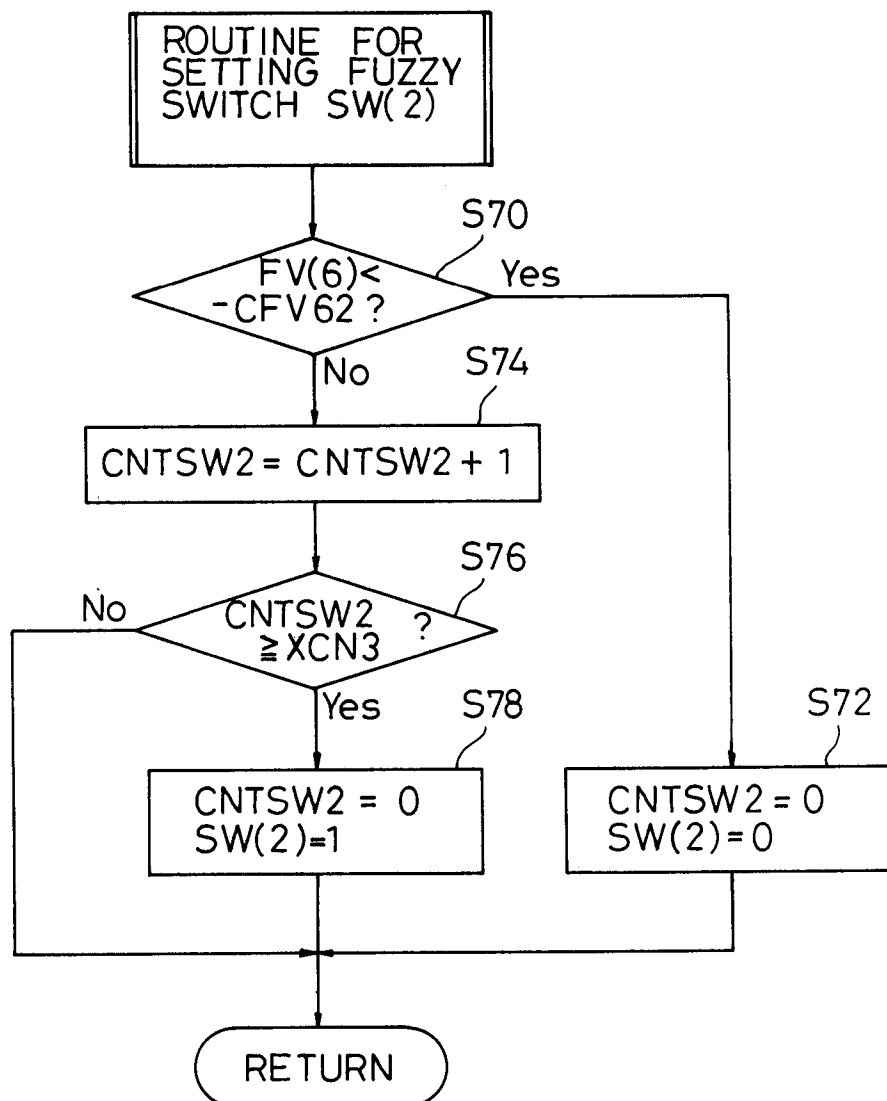 ROUTINE FOR
SETTING FUZZY
SWITCH SW(2)
S70
FV(6)<
-CFV62?
Yes
No
S74
CNTSW2 = CNTSW2 + 1
S76
No
CNTSW2 ?
≧XCN3
Yes
S78
CNTSW2 = 0
SW(2)=1
S72
CNTSW2=0
SW(2)=0
RETURN